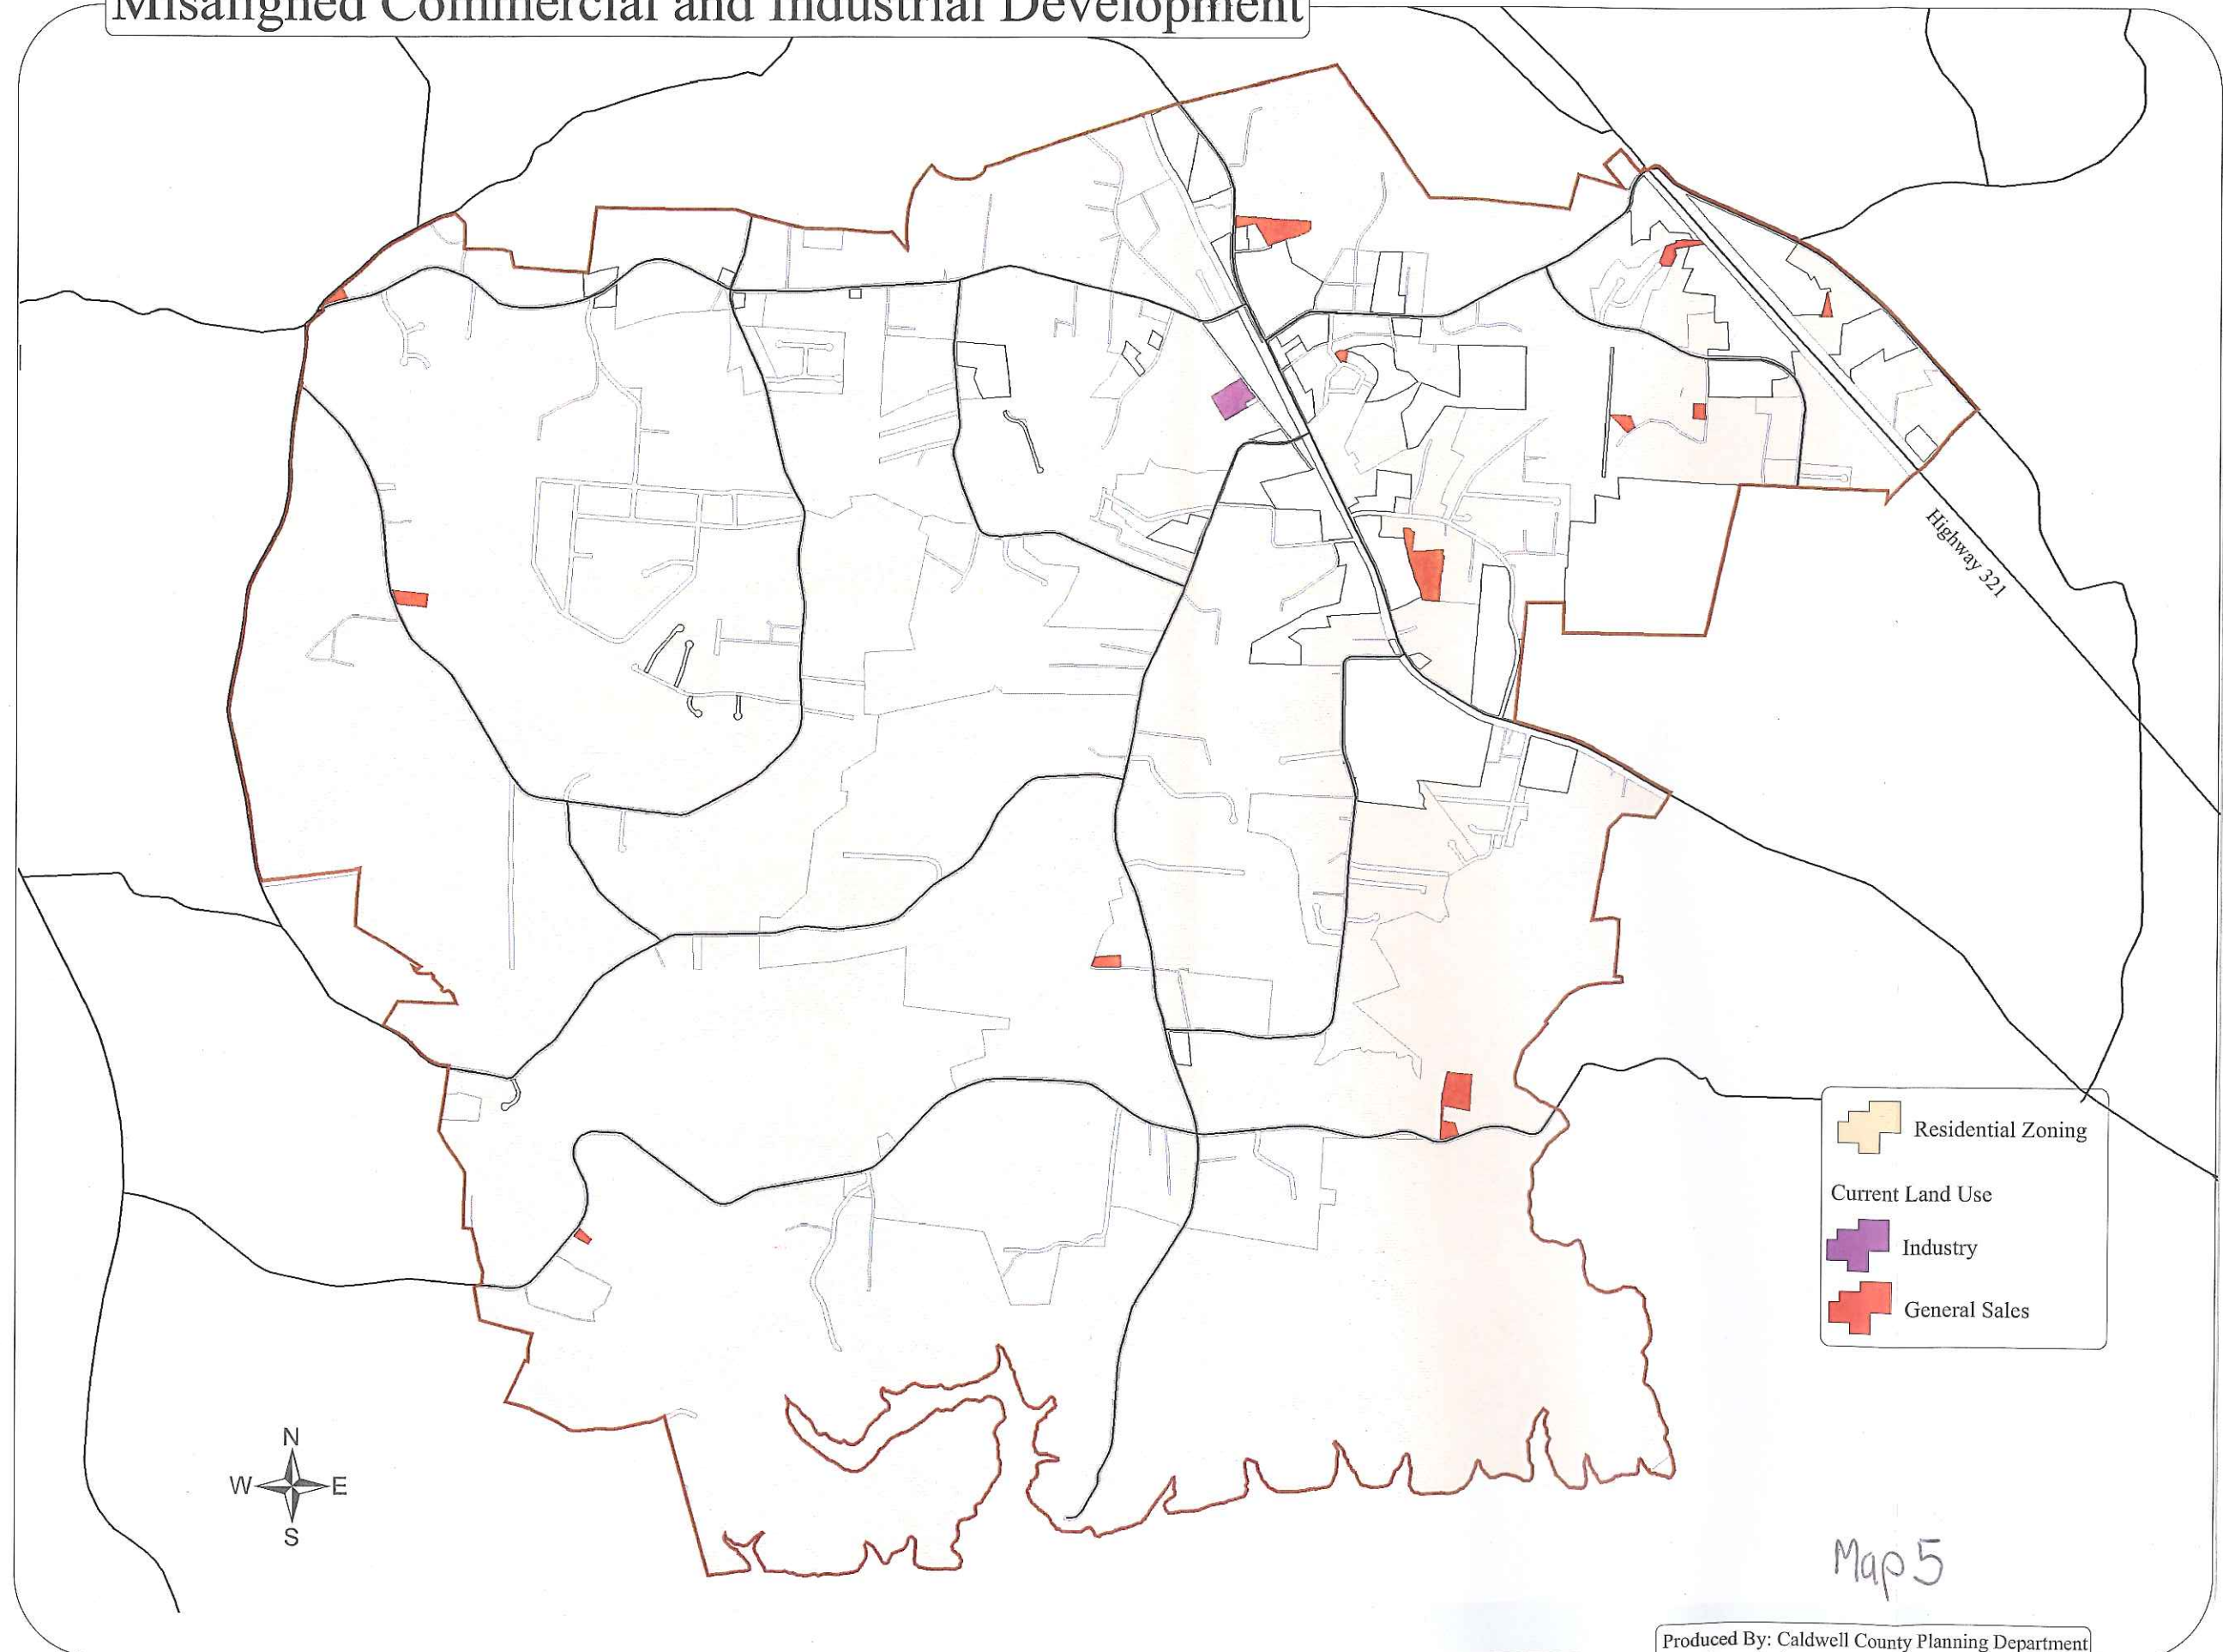 Misaligned Commercial and Industrial Development
Highway 321
Residential Zoning
Current Land Use
Industry
General Sales
N
W E
S
Map 5
Produced By: Caldwell County Planning Department